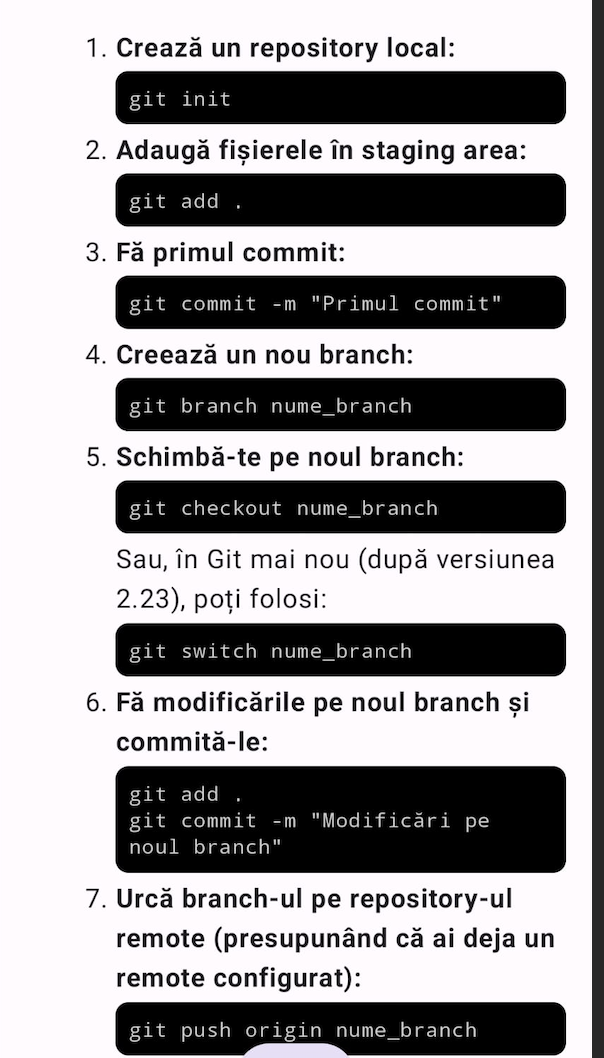 1. Crează un repository local:
git init
2. Adaugă fișierele în staging area:
git add .
3. Fă primul commit:
git commit -m "Primul commit"
4. Creează un nou branch:
git branch nume_branch
5. Schimbă-te pe noul branch:
git checkout nume_branch
Sau, în Git mai nou (după versiunea
2.23), poți folosi:
git switch nume_branch
6. Fă modificările pe noul branch și
commită-le:
git add .
git commit -m "Modificări pe
noul branch"
7. Urcă branch-ul pe repository-ul
remote (presupunând că ai deja un
remote configurat):
git push origin nume_branch